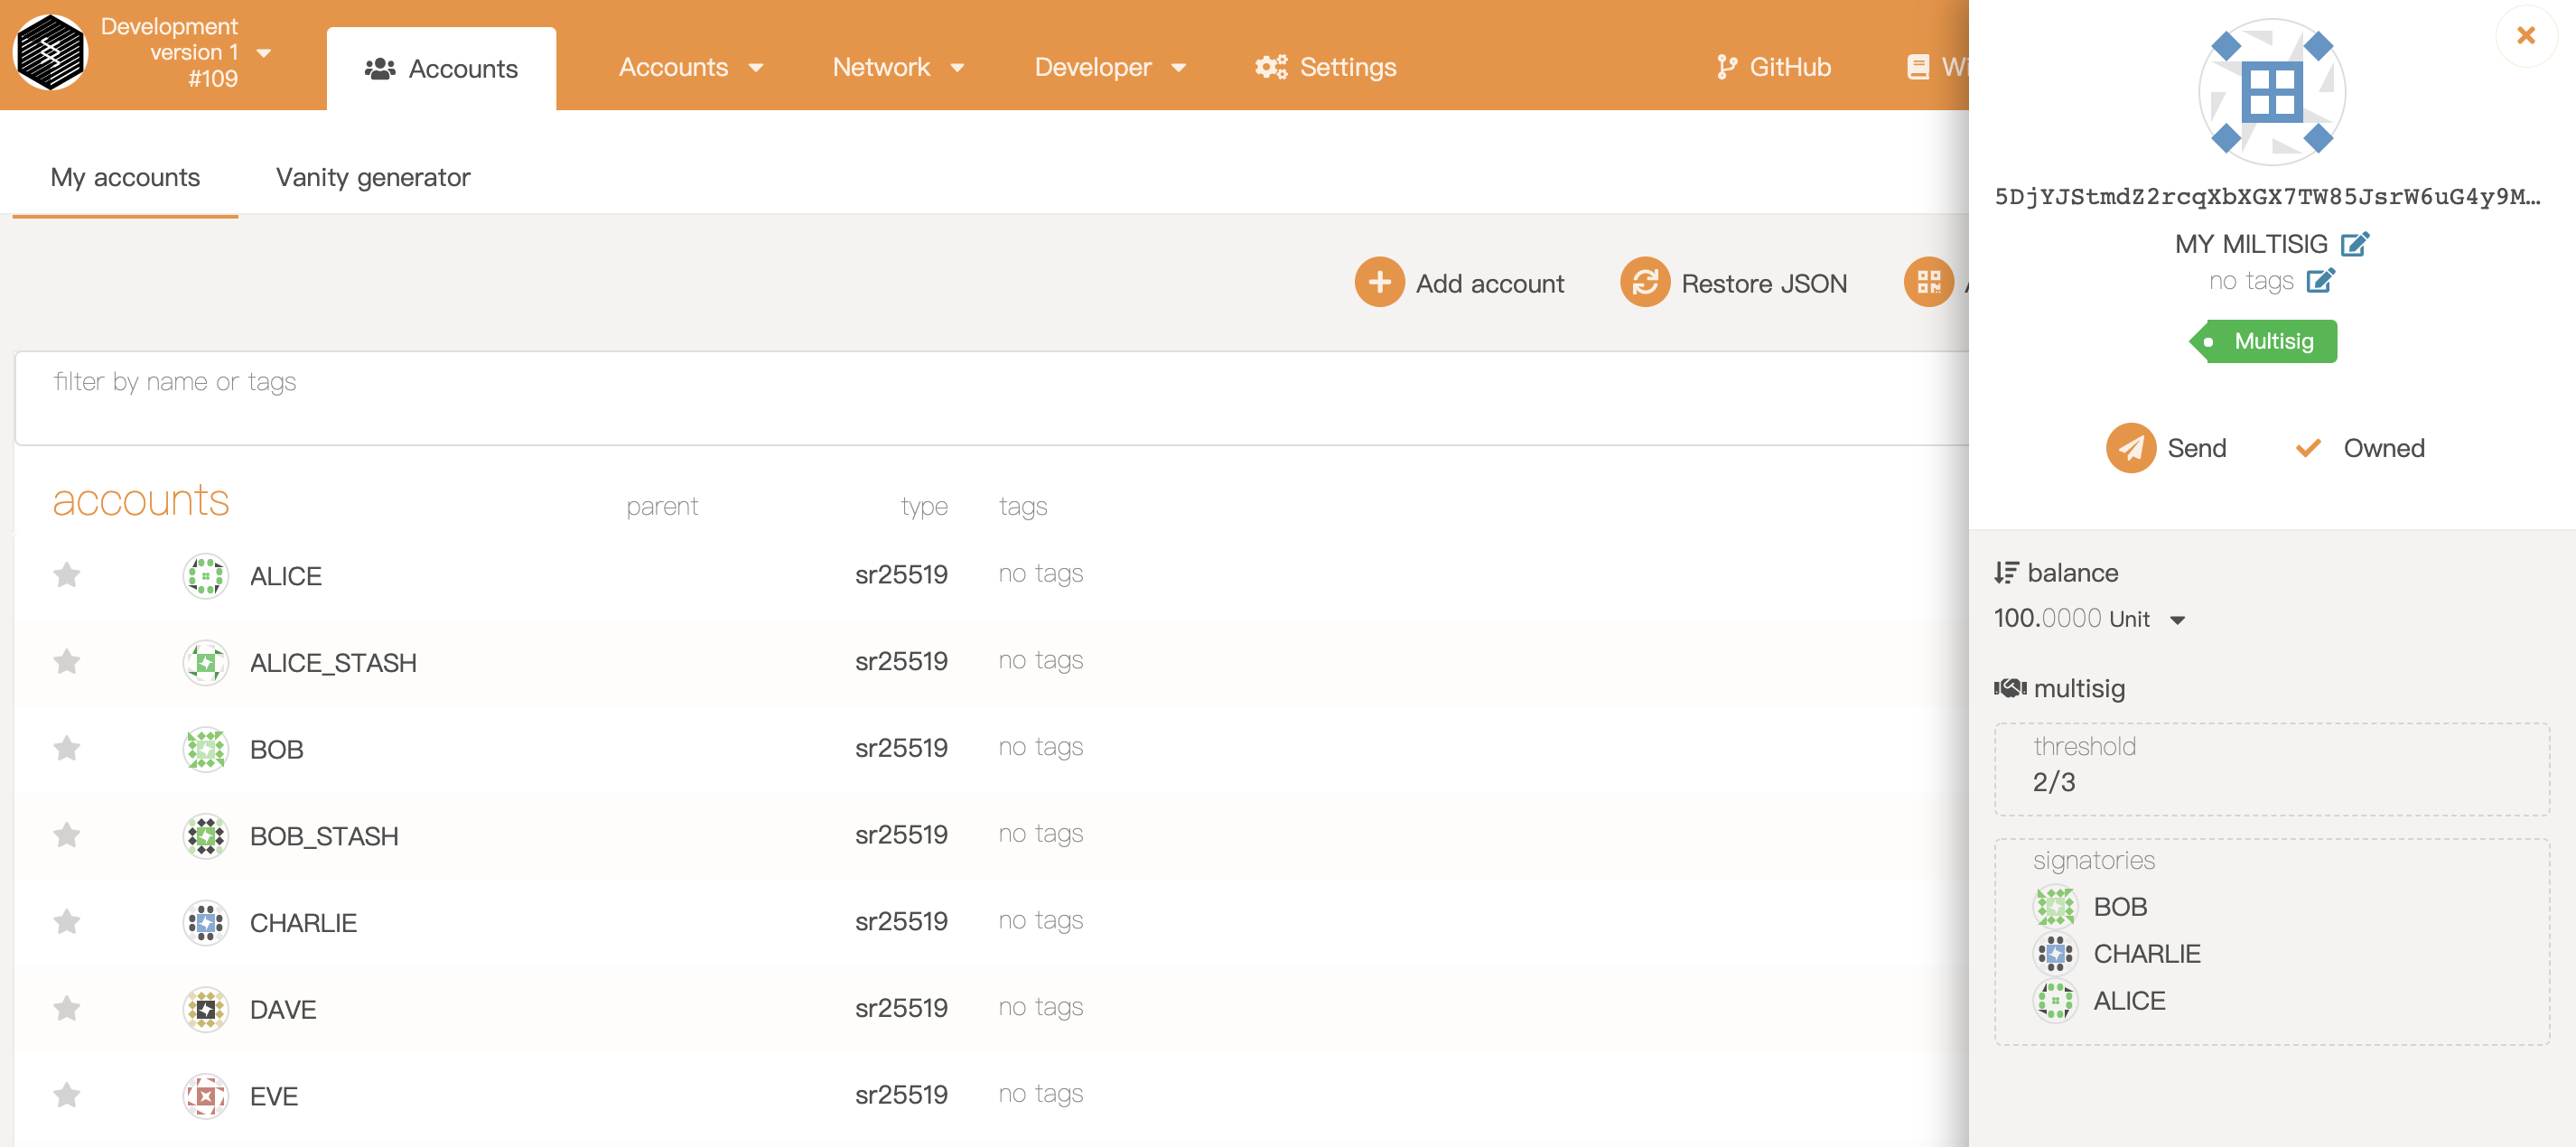 Development
version 1
#109
Accounts
Accounts
Network
Developer
Settings
GitHub
My accounts
Vanity generator
Add account
Restore JSON
filter by name or tags
accounts parent type tags
ALICE sr25519 no tags
ALICE_STASH sr25519 no tags
BOB sr25519 no tags
BOB_STASH sr25519 no tags
CHARLIE sr25519 no tags
DAVE sr25519 no tags
EVE sr25519 no tags
5DjYJStmdZ2rcqXbXGX7TW85JsrW6uG4y9M…
MY MILTISIG
no tags
Multisig
Send
Owned
balance
100.0000 Unit
multisig
threshold
2/3
signatories
BOB
CHARLIE
ALICE